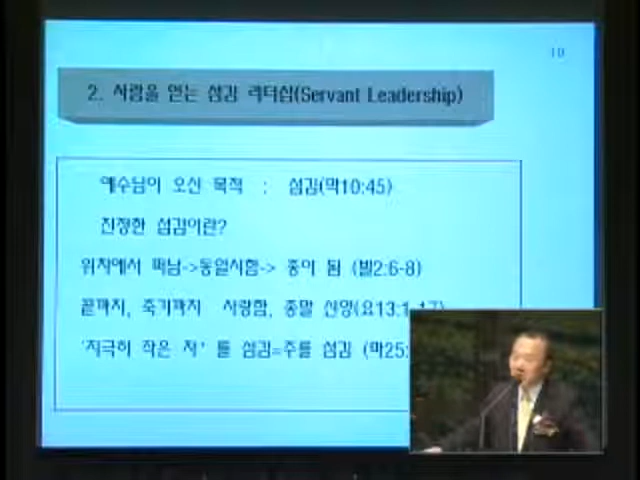 10
2. 사람을 얻는 섬김 리더십(Servant Leadership)
예수님이 오신 목적 : 섬김(막10:45)
진정한 섬김이란?
위치에서 떠남->동일시함-> 종이 됨 (빌2:6-8)
끝까지, 죽기까지 사랑함, 종말 신앙(요13:1-17)
'지극히 작은 자' 를 섬김=주를 섬김 (마25: